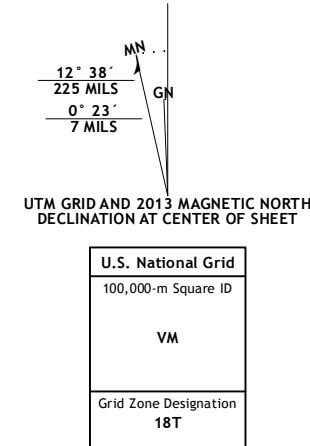 MN
12° 38´
225 MILS
GN
0° 23´
7 MILS
UTM GRID AND 2013 MAGNETIC NORTH
DECLINATION AT CENTER OF SHEET
U.S. National Grid
100,000-m Square ID
VM
Grid Zone Designation
18T